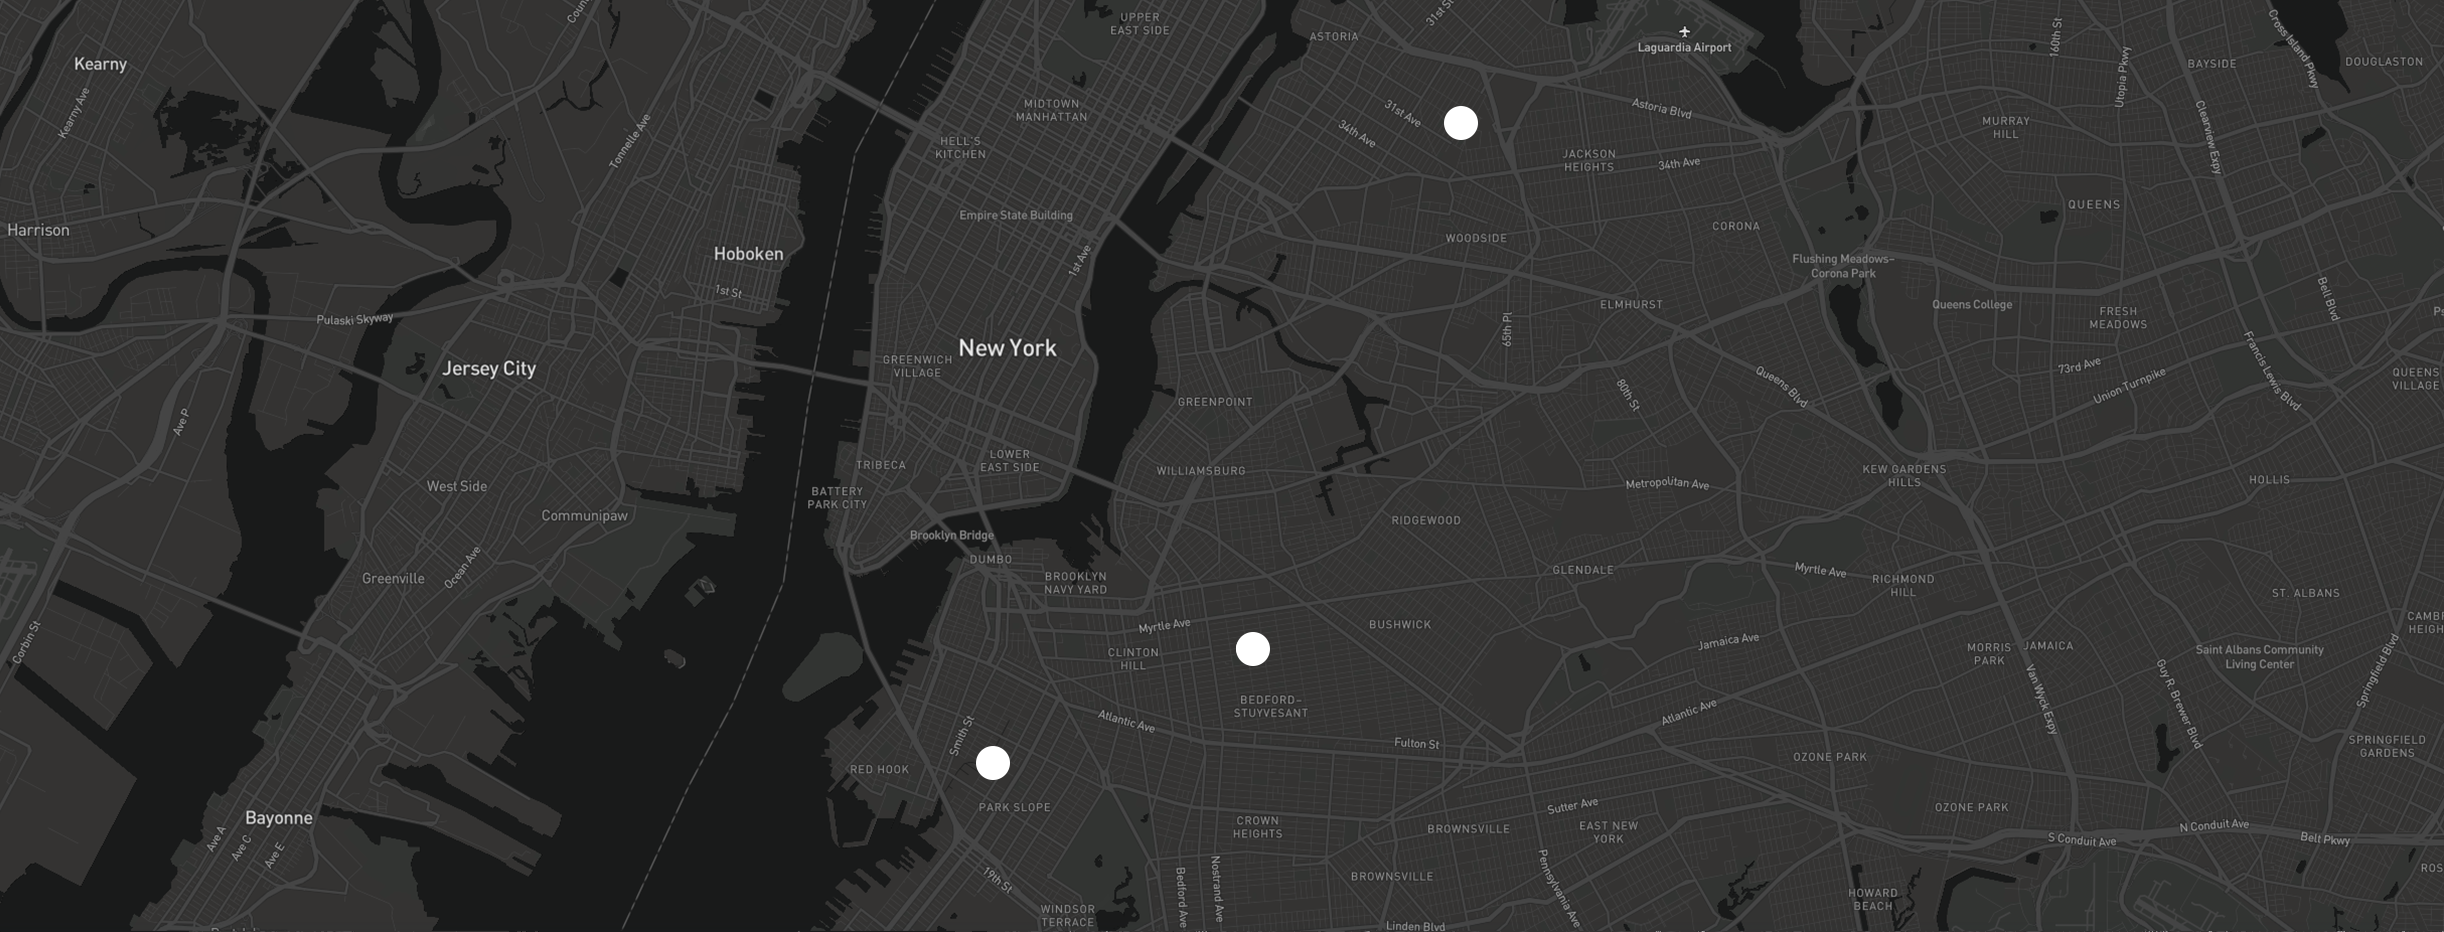 UPPER
EAST SIDE
31st St
Coun
ASTORIA
Laguardia Airport
160th St
Cross Island Pkwy
BAYSIDE
DOUGLASTON
Kearny
Kearny Ave
Tonnelle Ave
MIDTOWN
MANHATTAN
HELL'S
KITCHEN
31st Ave
34th Ave
Astoria Blvd
JACKSON
HEIGHTS
34th Ave
MURRAY
HILL
Utopia Pkwy
Clearview Expy
Harrison
Hoboken
1st St
Empire State Building
1st Ave
WOODSIDE
CORONA
QUEENS
Flushing Meadows–
Corona Park
Pulaski Skyway
Jersey City
GREENWICH
VILLAGE
New York
65th Pl
ELMHURST
Queens College
FRESH
MEADOWS
Bell Blvd
Ps
Ave P
GREENPOINT
80th St
Queens Blvd
73rd Ave
Union Turnpike
Francis Lewis Blvd
QUEENS
VILLAGE
West Side
Communipaw
TRIBECA
BATTERY
PARK CITY
LOWER
EAST SIDE
WILLIAMSBURG
Metropolitan Ave
KEW GARDENS
HILLS
HOLLIS
Brooklyn Bridge
DUMBO
RIDGEWOOD
Greenville
Ocean Ave
BROOKLYN
NAVY YARD
GLENDALE
Myrtle Ave
RICHMOND
HILL
ST. ALBANS
CAMB
HEIGH
Corbin St
Myrtle Ave
BUSHWICK
CLINTON
HILL
Jamaica Ave
MORRIS
PARK
JAMAICA
Saint Albans Community
Living Center
Springfield Blvd
BEDFORD–
STUYVESANT
Smith St
Atlantic Ave
Fulton St
Atlantic Ave
Van Wyck Expy
Guy R. Brewer Blvd
SPRINGFIELD
GARDENS
RED HOOK
OZONE PARK
Bayonne
Ave A
Ave C
Ave E
PARK SLOPE
CROWN
HEIGHTS
BROWNSVILLE
Sutter Ave
EAST NEW
YORK
OZONE PARK
S Conduit Ave
N Conduit Ave
Belt Pkwy
19th St
Bedford Ave
Nostrand Ave
BROWNSVILLE
Pennsylvania Ave
ROS
WINDSOR
TERRACE
Linden Blvd
HOWARD
BEACH